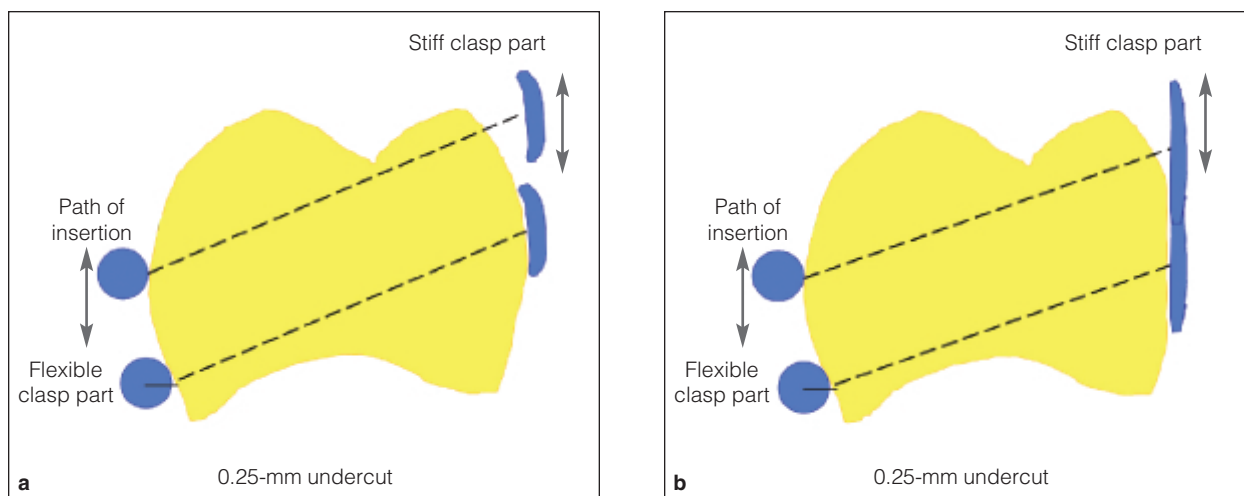 Stiff clasp part
Path of
insertion
Flexible
clasp part
a
0.25-mm undercut
Stiff clasp part
Path of
insertion
Flexible
clasp part
b
0.25-mm undercut